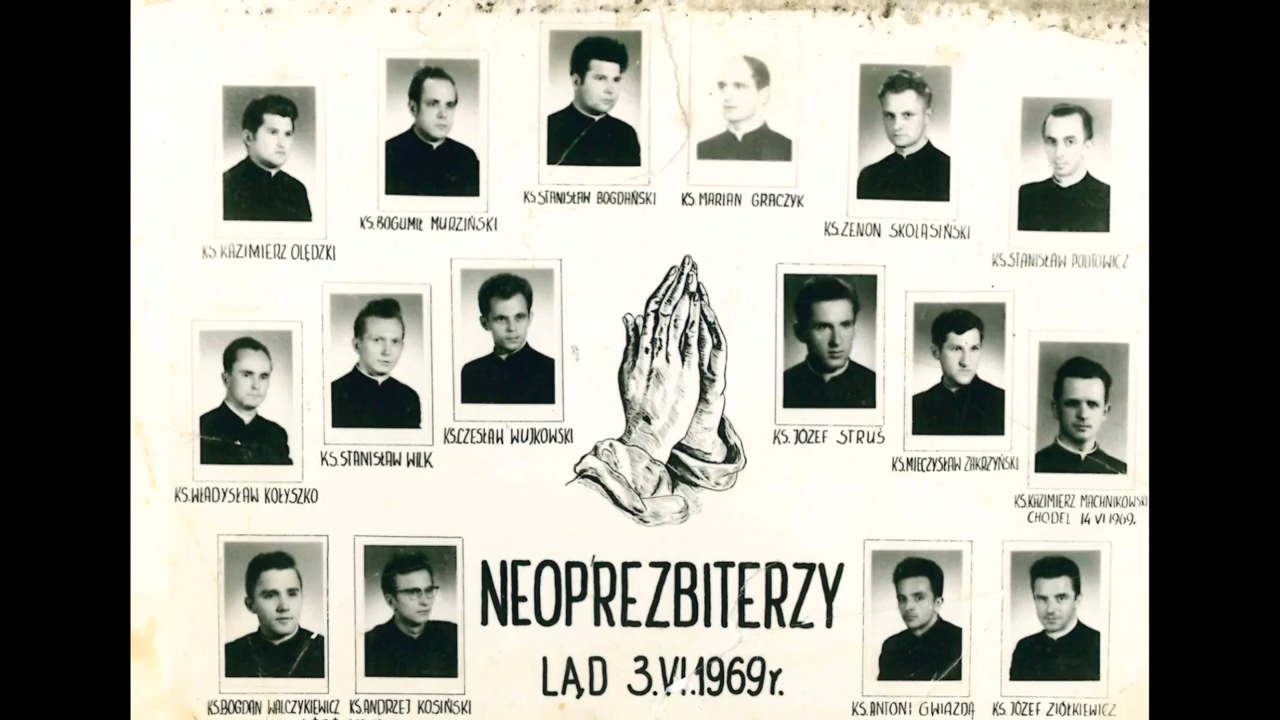 KS.KAZIMIERZ OLĘDZKI
KS.BOGUMIŁ MURZIŃSKI
KS.STANISŁAW BOGDAŃSKI
KS.MARIAN GRACZYK
KS.ZENON SKOLASIŃSKI
KS.STANISŁAW POLITOWICZ
KS.WŁADYSŁAW KOŁYSZKO
KS.STANISŁAW WILK
KS.CZESŁAW WUJKOWSKI
KS.JÓZEF STRUŚ
KS.MIECZYSŁAW ZAKRZYŃSKI
KS.KAZIMIERZ MACHNIKOWSKI
CHODEL 14 VI 1969.
NEOPREZBITERZY
LĄD 3.VI.1969r.
KS.BOGDAN WALCZYKIEWICZ
KS.ANDRZEJ KOSIŃSKI
KS.ANTONI GWIAZDA
KS.JÓZEF ZIÓŁKIEWICZ